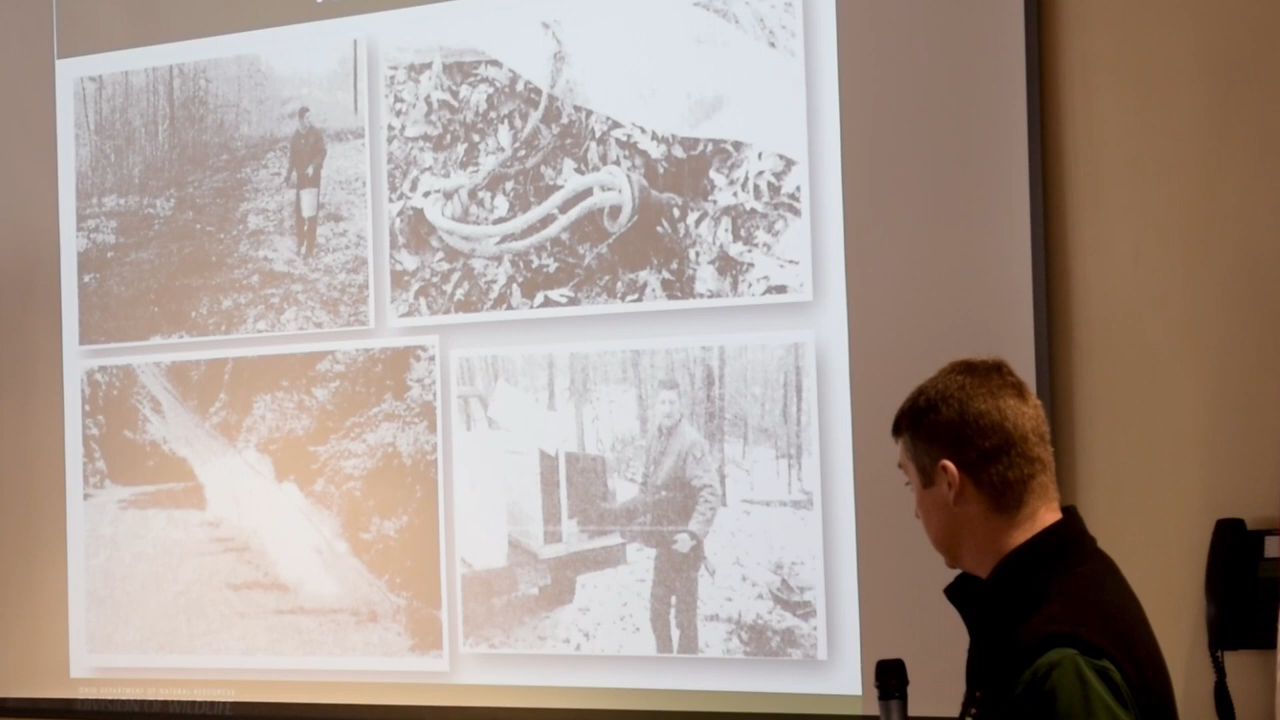 OHIO DEPARTMENT OF NATURAL RESOURCES
DIVISION OF WILDLIFE